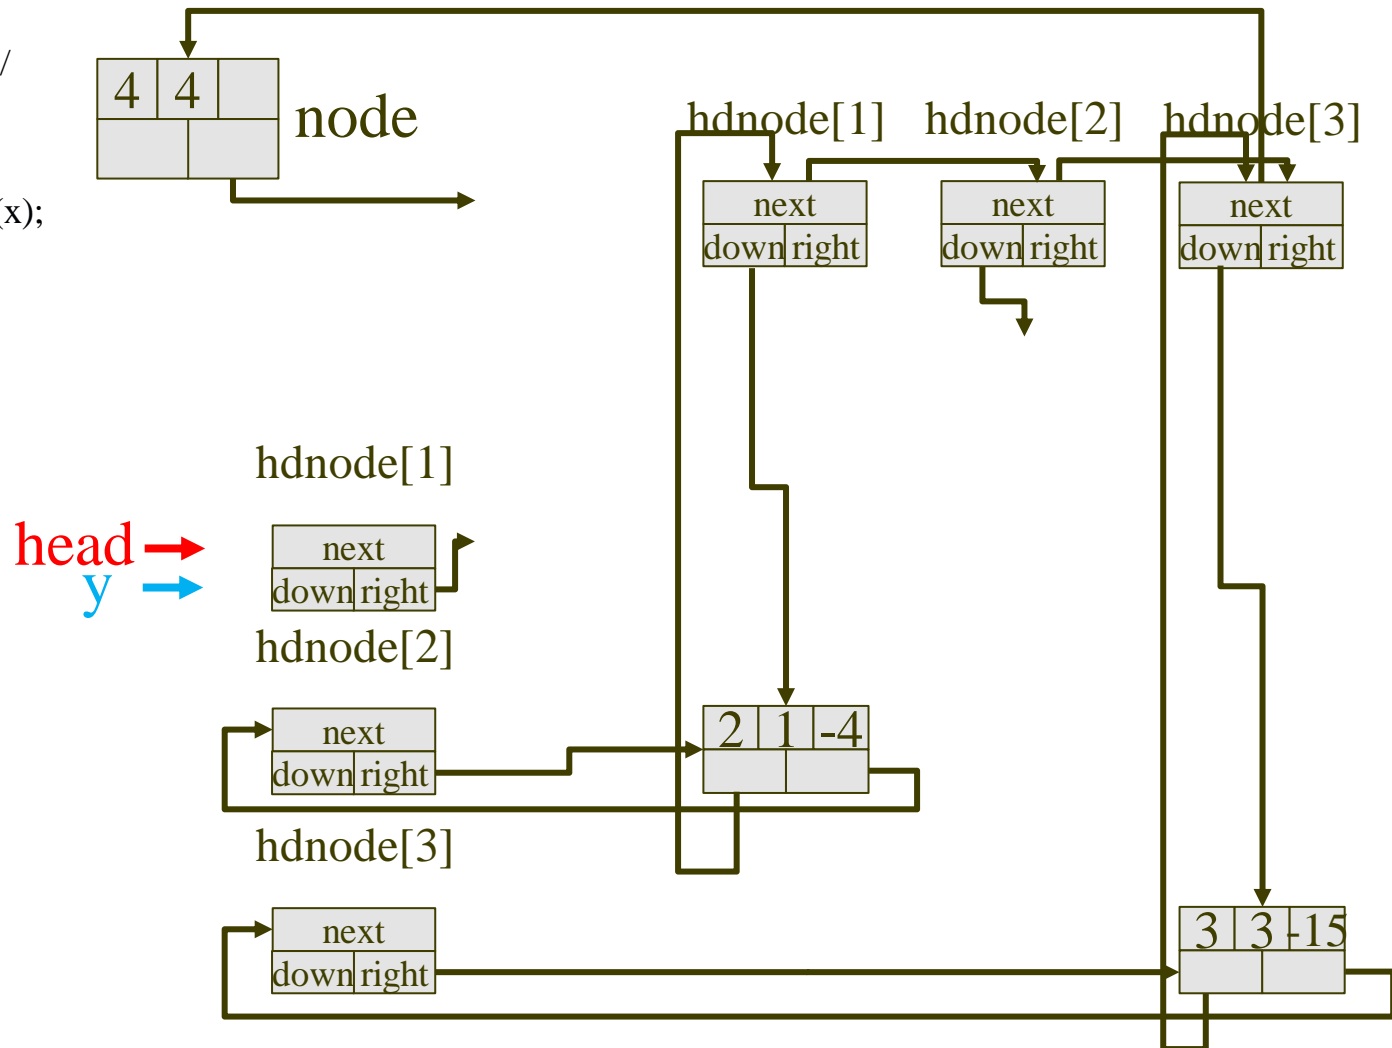 /
4 4
node
(x);
hdnode[1] hdnode[2] hdnode[3]
next next next
down right down right down right
hdnode[1]
head
next
y
down right
hdnode[2]
2 1 -4
next
down right
hdnode[3]
3 3 -15
next
down right